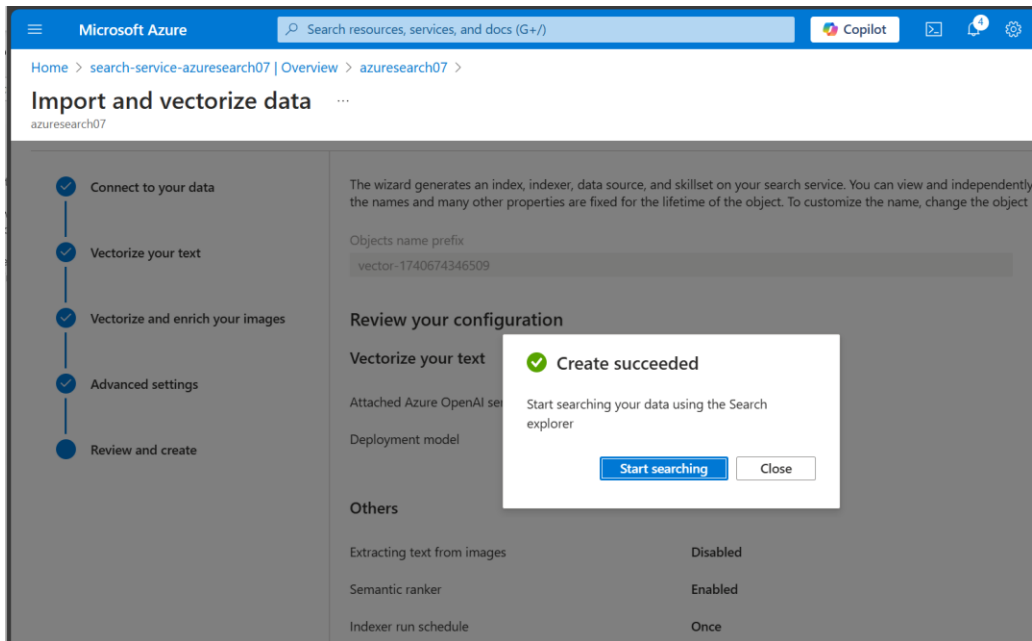 Microsoft Azure
Search resources, services, and docs (G+/)
Copilot
4
Home > search-service-azuresearch07 | Overview > azuresearch07 >
Import and vectorize data ...
azuresearch07
Connect to your data
Vectorize your text
Vectorize and enrich your images
Advanced settings
Review and create
The wizard generates an index, indexer, data source, and skillset on your search service. You can view and independently
the names and many other properties are fixed for the lifetime of the object. To customize the name, change the object
Objects name prefix
vector-1740674346509
Review your configuration
Vectorize your text
Attached Azure OpenAI ser
Deployment model
Create succeeded
Start searching your data using the Search
explorer
Start searching
Close
Others
Extracting text from images Disabled
Semantic ranker Enabled
Indexer run schedule Once